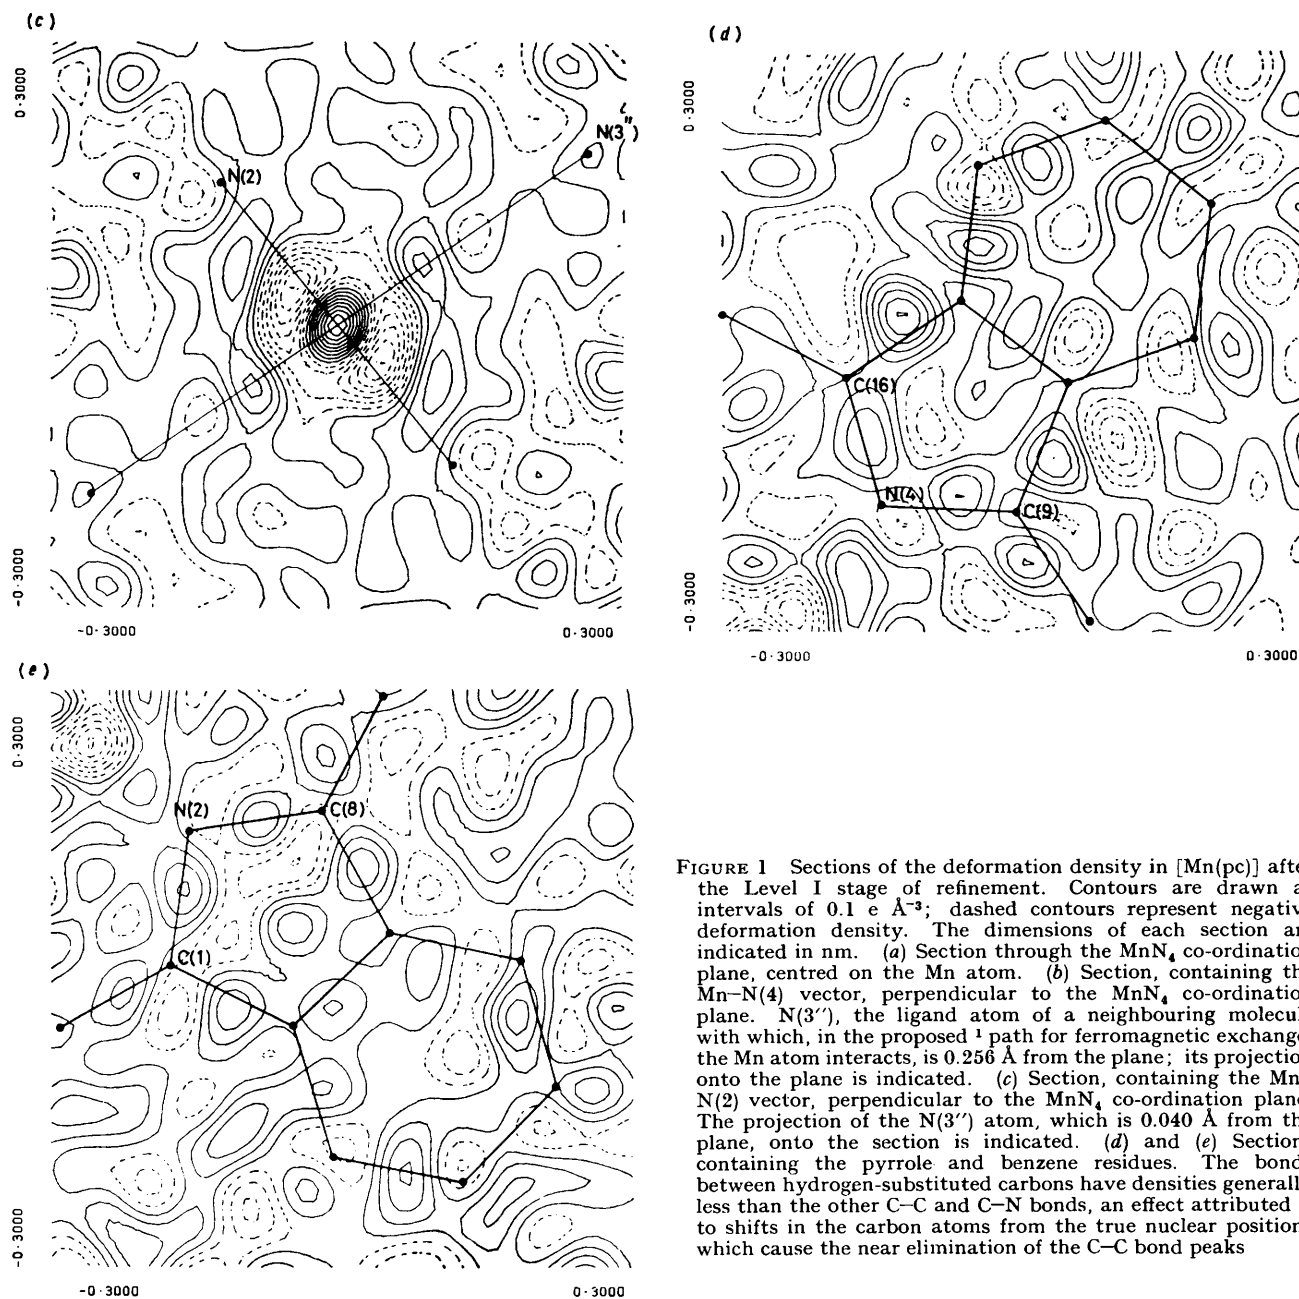 (c)
0·3000
N(3'')
N(2)
-0·3000
-0·3000
0·3000
(d)
0·3000
C(16)
N(4)
C(9)
-0·3000
-0·3000
0·3000
(e)
0·3000
N(2)
C(8)
C(1)
-0·3000
-0·3000
0·3000
FIGURE 1 Sections of the deformation density in [Mn(pc)] afte
the Level I stage of refinement. Contours are drawn a
intervals of 0.1 e Å⁻³; dashed contours represent negativ
deformation density. The dimensions of each section ar
indicated in nm. (a) Section through the MnN₄ co-ordinatio
plane, centred on the Mn atom. (b) Section, containing th
Mn–N(4) vector, perpendicular to the MnN₄ co-ordinatio
plane. N(3''), the ligand atom of a neighbouring molecul
with which, in the proposed ¹ path for ferromagnetic exchange
the Mn atom interacts, is 0.256 Å from the plane; its projectio
onto the plane is indicated. (c) Section, containing the Mn
N(2) vector, perpendicular to the MnN₄ co-ordination plane
The projection of the N(3'') atom, which is 0.040 Å from th
plane, onto the section is indicated. (d) and (e) Section
containing the pyrrole and benzene residues. The bond
between hydrogen-substituted carbons have densities generall
less than the other C–C and C–N bonds, an effect attributed
to shifts in the carbon atoms from the true nuclear position
which cause the near elimination of the C–C bond peaks